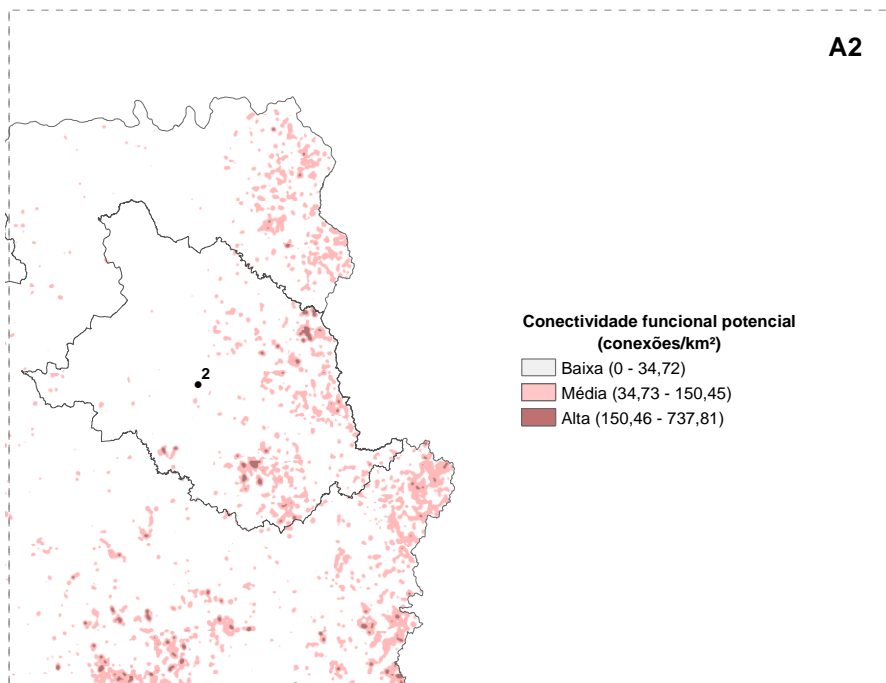 A2
2
Conectividade funcional potencial
(conexões/km²)
Baixa (0 - 34,72)
Média (34,73 - 150,45)
Alta (150,46 - 737,81)